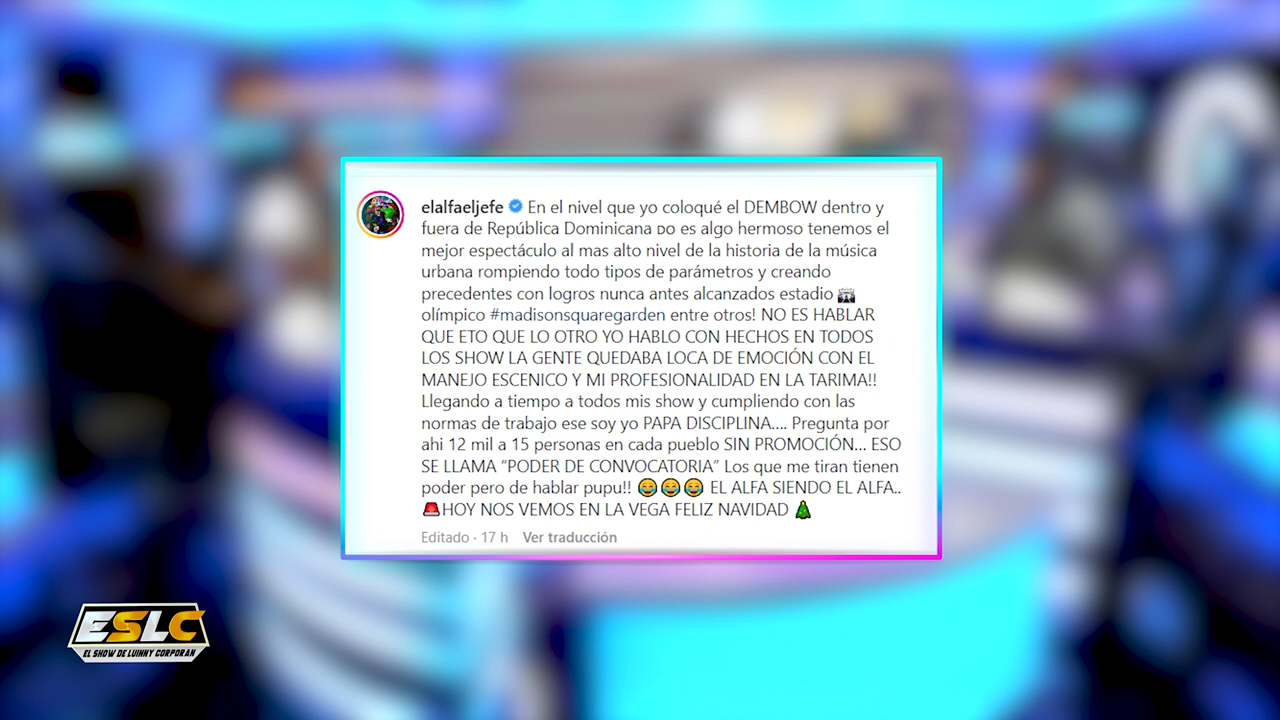 elalfaeljefe En el nivel que yo coloqué el DEMBOW dentro y
fuera de República Dominicana po es algo hermoso tenemos el
mejor espectáculo al mas alto nivel de la historia de la música
urbana rompiendo todo tipos de parámetros y creando
precedentes con logros nunca antes alcanzados estadio 🏟
olímpico #madisonsquaregarden entre otros! NO ES HABLAR
QUE ETO QUE LO OTRO YO HABLO CON HECHOS EN TODOS
LOS SHOW LA GENTE QUEDABA LOCA DE EMOCIÓN CON EL
MANEJO ESCENICO Y MI PROFESIONALIDAD EN LA TARIMA!!
Llegando a tiempo a todos mis show y cumpliendo con las
normas de trabajo ese soy yo PAPA DISCIPLINA.... Pregunta por
ahi 12 mil a 15 personas en cada pueblo SIN PROMOCIÓN... ESO
SE LLAMA “PODER DE CONVOCATORIA” Los que me tiran tienen
poder pero de hablar pupu!! 😂😂😂 EL ALFA SIENDO EL ALFA..
🚨HOY NOS VEMOS EN LA VEGA FELIZ NAVIDAD 🎄
Editado · 17 h Ver traducción
ESLC
EL SHOW DE LUINNY CORPORAN